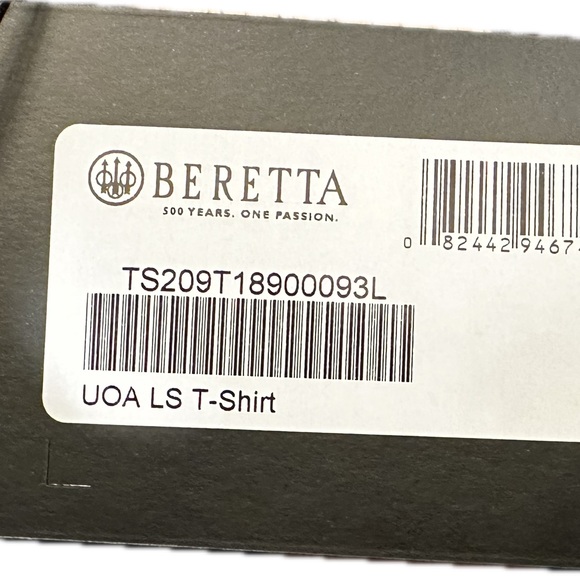 BERETTA
500 YEARS. ONE PASSION.
0 82442 9467
TS209T18900093L
UOA LS T-Shirt